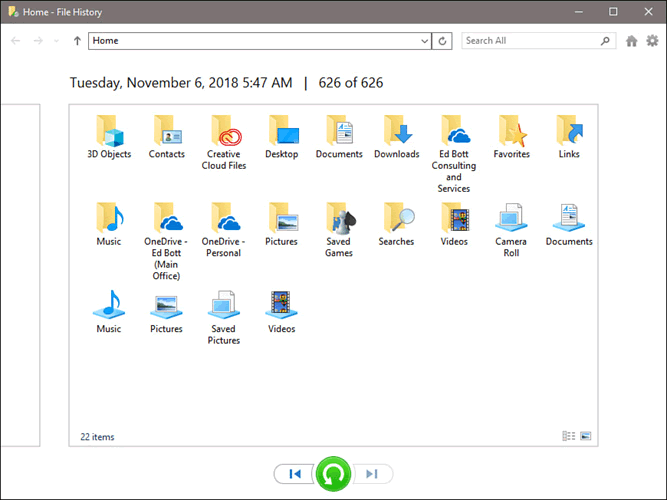 Home - File History
Home
Search All
Tuesday, November 6, 2018 5:47 AM | 626 of 626
3D Objects
Contacts
Creative
Cloud Files
Desktop
Documents
Downloads
Ed Bott
Consulting
and
Services
Favorites
Links
Music
OneDrive -
Ed Bott
(Main
Office)
OneDrive -
Personal
Pictures
Saved
Games
Searches
Videos
Camera
Roll
Documents
Music
Pictures
Saved
Pictures
Videos
22 items